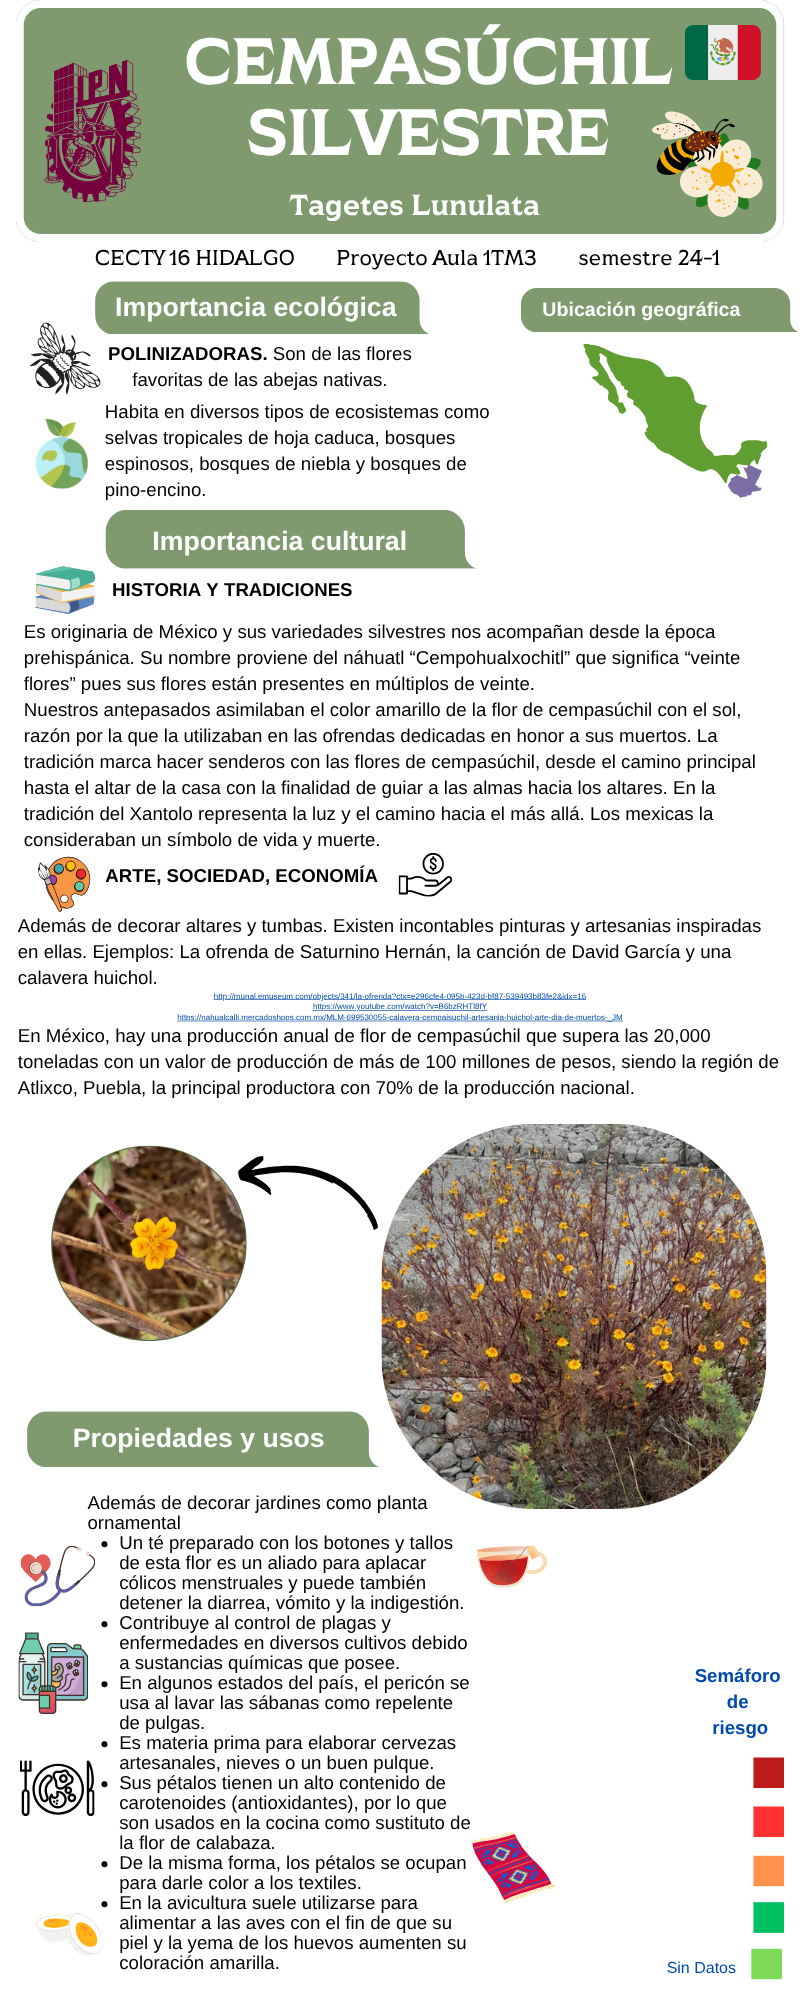 IPN
CEMPASÚCHIL
SILVESTRE
Tagetes Lunulata
CECTY 16 HIDALGO Proyecto Aula 1TM3 semestre 24-1
Importancia ecológica
Ubicación geográfica
POLINIZADORAS. Son de las flores
favoritas de las abejas nativas.
Habita en diversos tipos de ecosistemas como
selvas tropicales de hoja caduca, bosques
espinosos, bosques de niebla y bosques de
pino-encino.
Importancia cultural
HISTORIA Y TRADICIONES
Es originaria de México y sus variedades silvestres nos acompañan desde la época
prehispánica. Su nombre proviene del náhuatl “Cempohualxochitl” que significa “veinte
flores” pues sus flores están presentes en múltiplos de veinte.
Nuestros antepasados asimilaban el color amarillo de la flor de cempasúchil con el sol,
razón por la que la utilizaban en las ofrendas dedicadas en honor a sus muertos. La
tradición marca hacer senderos con las flores de cempasúchil, desde el camino principal
hasta el altar de la casa con la finalidad de guiar a las almas hacia los altares. En la
tradición del Xantolo representa la luz y el camino hacia el más allá. Los mexicas la
consideraban un símbolo de vida y muerte.
ARTE, SOCIEDAD, ECONOMÍA
Además de decorar altares y tumbas. Existen incontables pinturas y artesanias inspiradas
en ellas. Ejemplos: La ofrenda de Saturnino Hernán, la canción de David García y una
calavera huichol.
http://munal.emuseum.com/objects/341/la-ofrenda?ctx=e296cfe4-095b-423d-bf87-539493b83fe2&idx=16
https://www.youtube.com/watch?v=B6bzRHTl8fY
https://nahualcalli.mercadoshops.com.mx/MLM-699530055-calavera-cempaisuchil-artesania-huichol-arte-dia-de-muertos-_JM
En México, hay una producción anual de flor de cempasúchil que supera las 20,000
toneladas con un valor de producción de más de 100 millones de pesos, siendo la región de
Atlixco, Puebla, la principal productora con 70% de la producción nacional.
Propiedades y usos
Además de decorar jardines como planta
ornamental
• Un té preparado con los botones y tallos
de esta flor es un aliado para aplacar
cólicos menstruales y puede también
detener la diarrea, vómito y la indigestión.
• Contribuye al control de plagas y
enfermedades en diversos cultivos debido
a sustancias químicas que posee.
• En algunos estados del país, el pericón se
usa al lavar las sábanas como repelente
de pulgas.
• Es materia prima para elaborar cervezas
artesanales, nieves o un buen pulque.
• Sus pétalos tienen un alto contenido de
carotenoides (antioxidantes), por lo que
son usados en la cocina como sustituto de
la flor de calabaza.
• De la misma forma, los pétalos se ocupan
para darle color a los textiles.
• En la avicultura suele utilizarse para
alimentar a las aves con el fin de que su
piel y la yema de los huevos aumenten su
coloración amarilla.
Semáforo
de
riesgo
Sin Datos